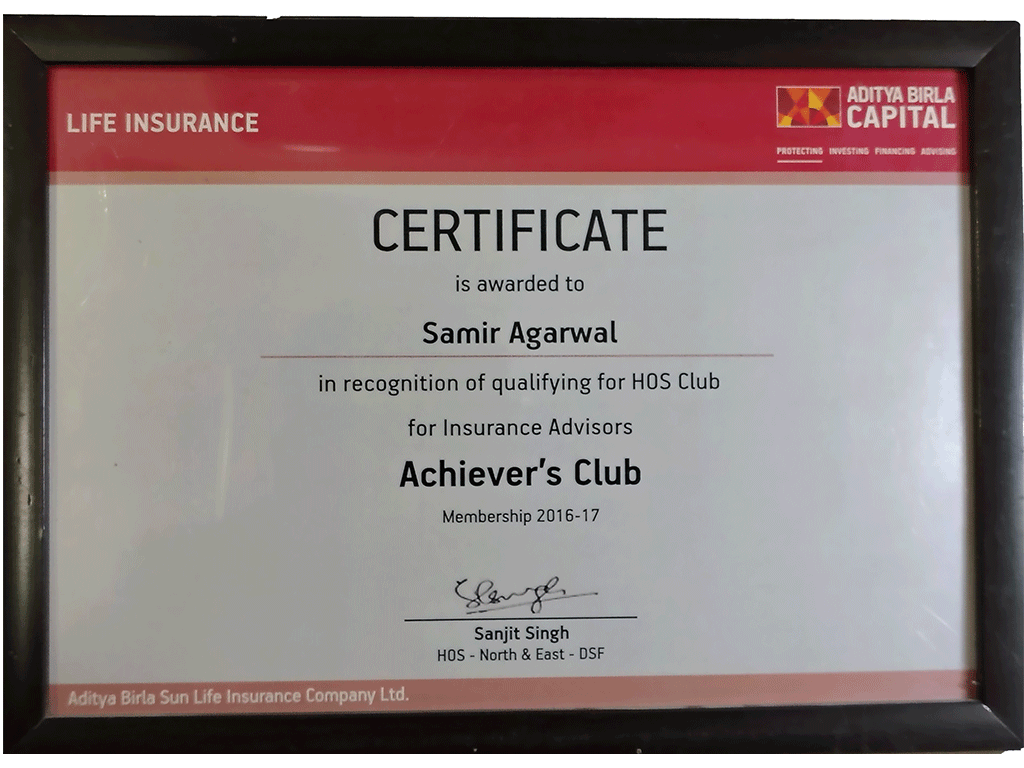 LIFE INSURANCE
ADITYA BIRLA
CAPITAL
PROTECTING INVESTING FINANCING ADVISING
CERTIFICATE
is awarded to
Samir Agarwal
in recognition of qualifying for HOS Club
for Insurance Advisors
Achiever's Club
Membership 2016-17
Sanjit Singh
HOS - North & East - DSF
Aditya Birla Sun Life Insurance Company Ltd.